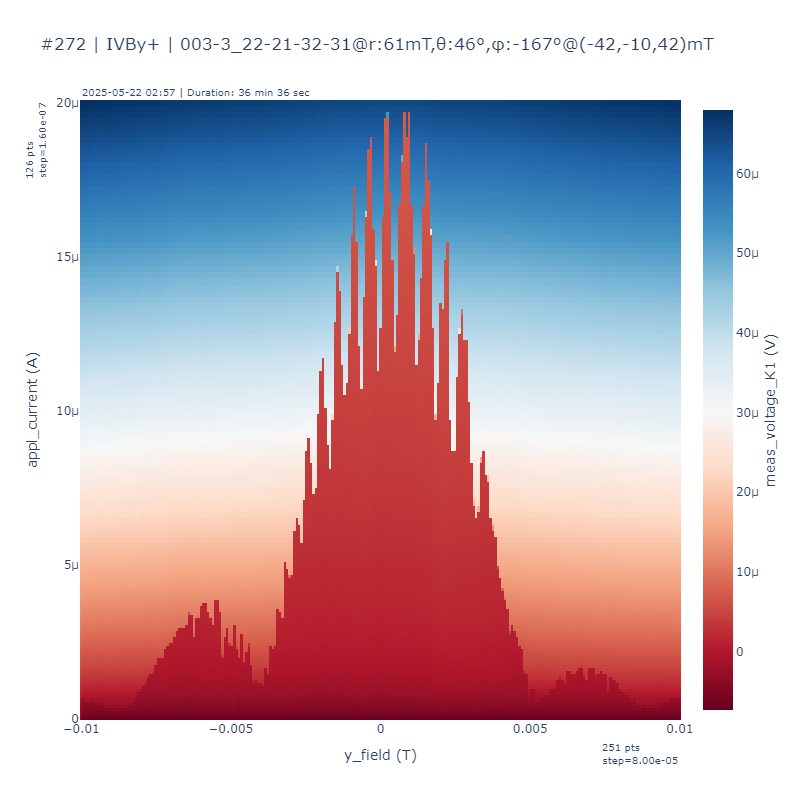 #272 | IVBy+ | 003-3_22-21-32-31@r:61mT,θ:46°,φ:-167°@(-42,-10,42)mT
2025-05-22 02:57 | Duration: 36 min 36 sec
126 pts
step=1.60e-07
20μ
15μ
10μ
5μ
0
appl_current (A)
−0.01
−0.005
0
0.005
0.01
y_field (T)
251 pts
step=8.00e-05
60μ
50μ
40μ
30μ
20μ
10μ
0
meas_voltage_K1 (V)